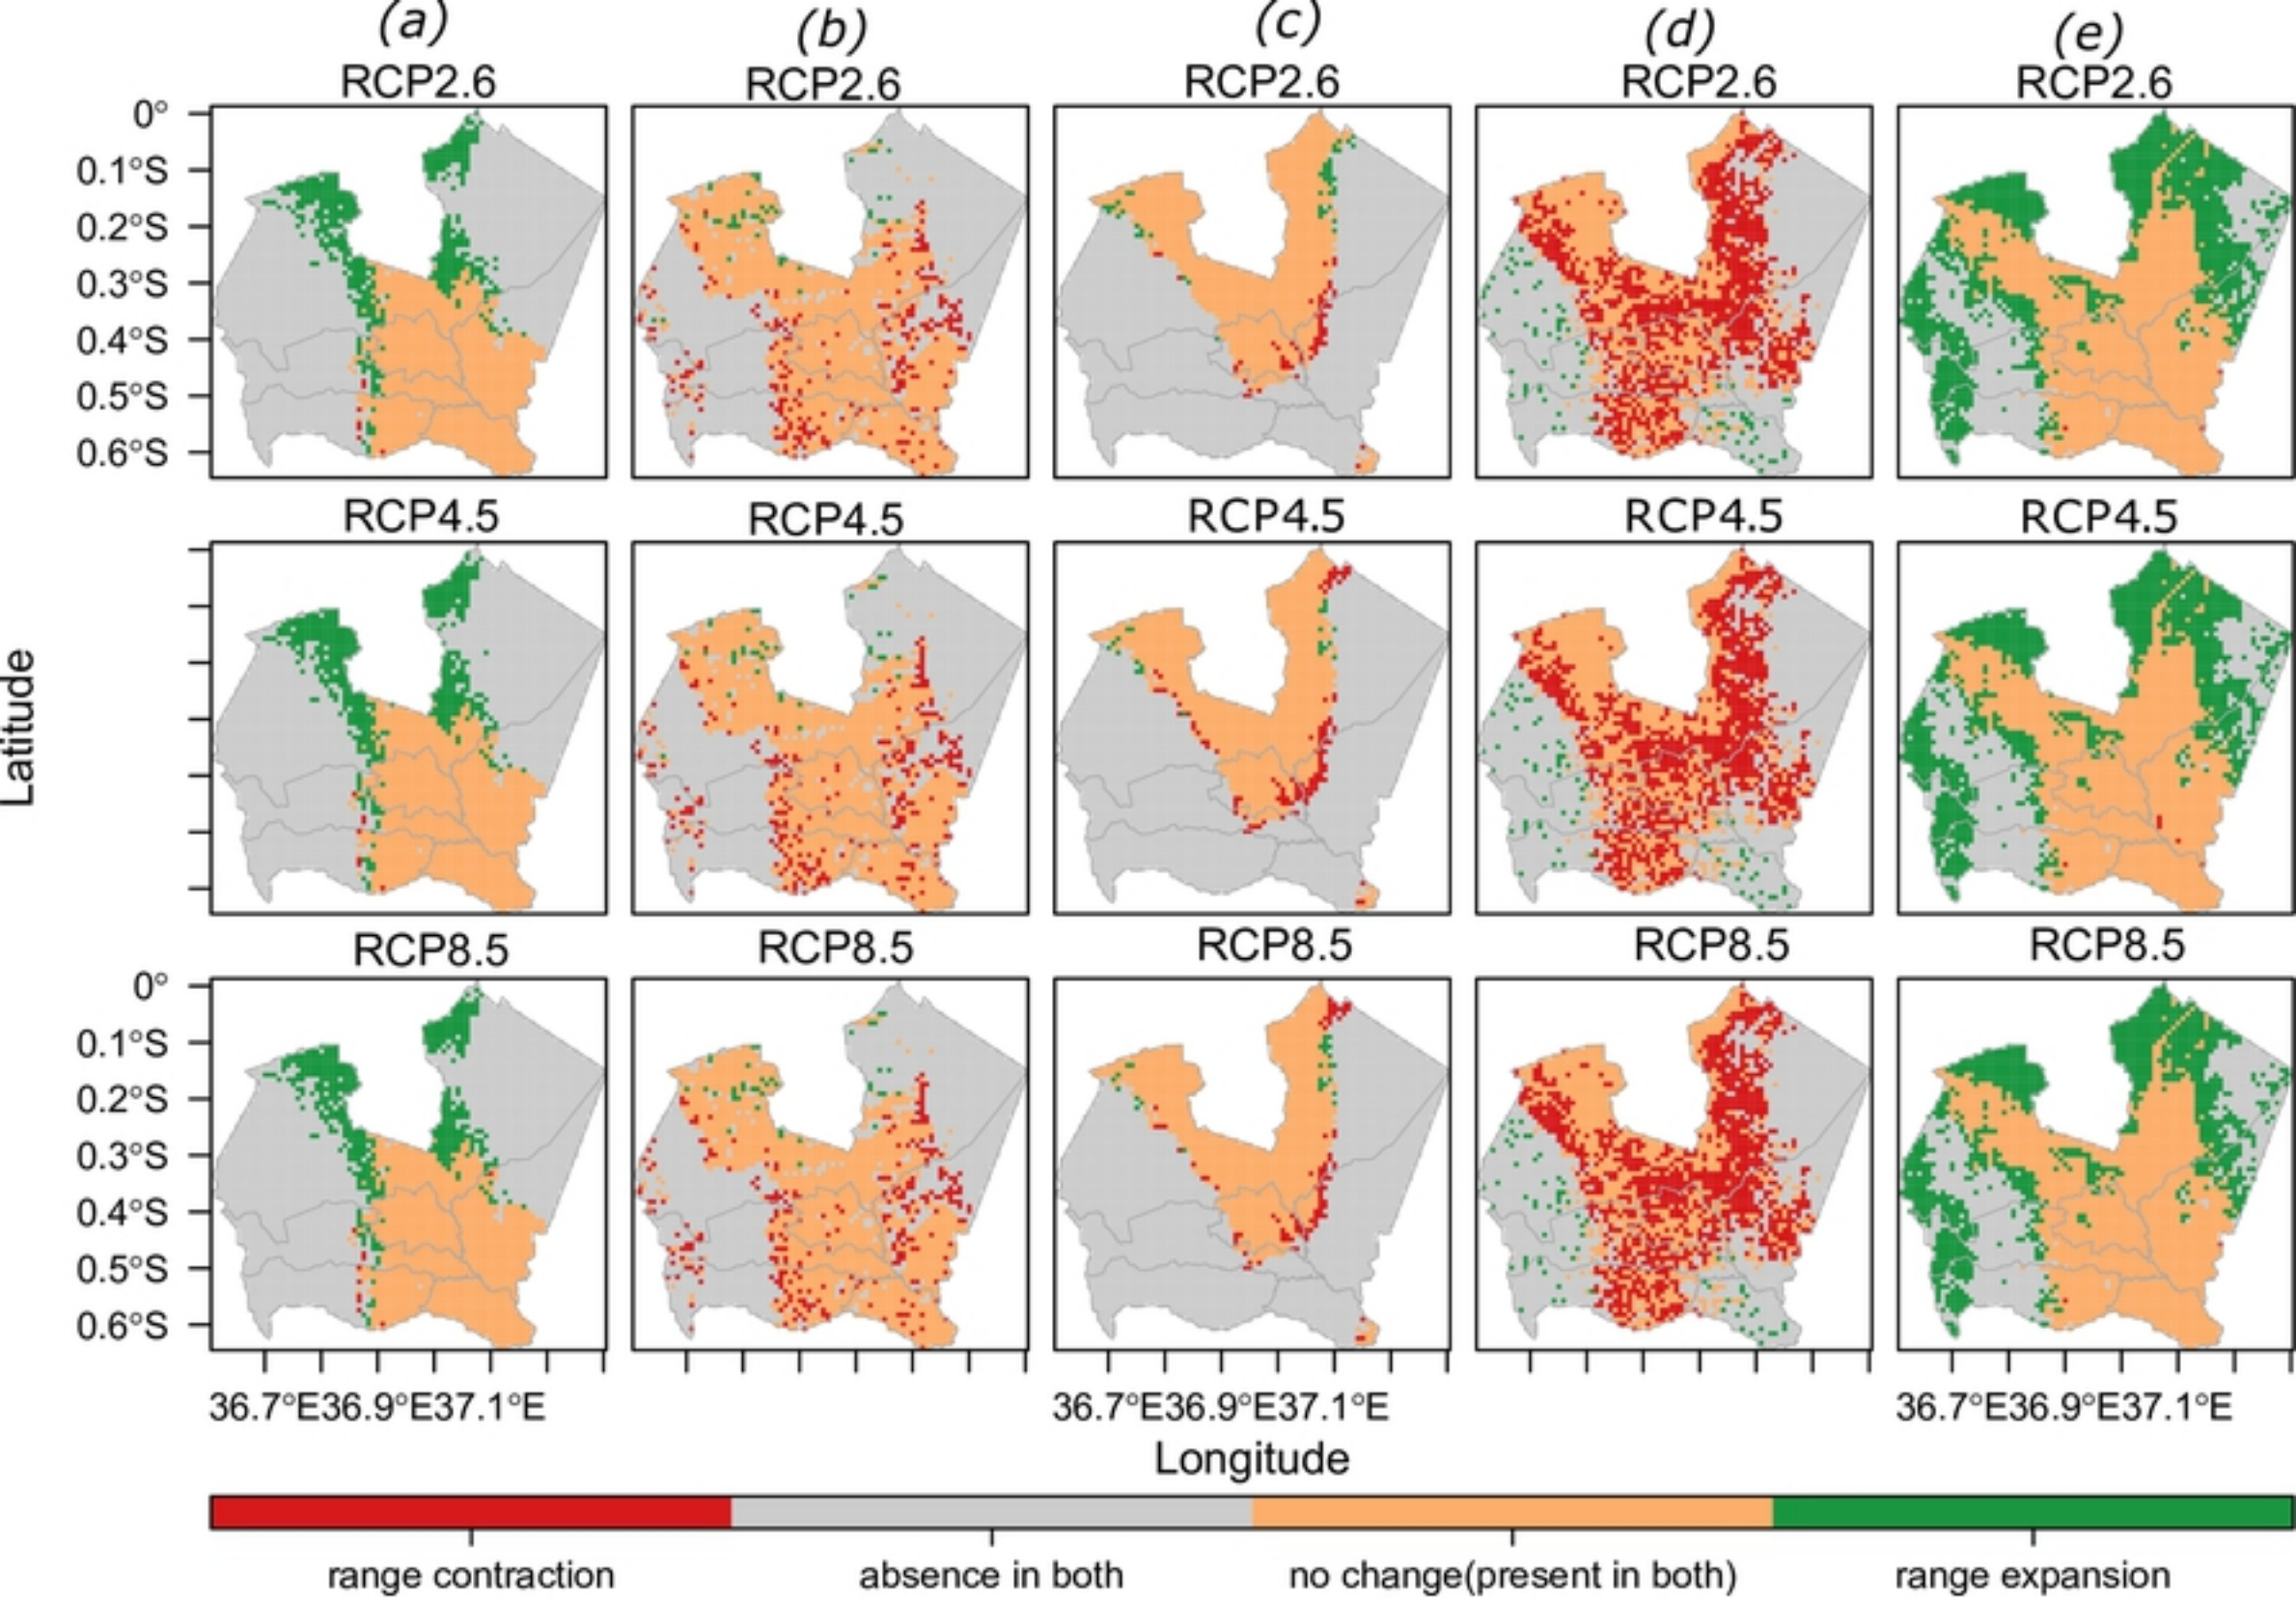 (a) (b) (c) (d) (e)
RCP2.6 RCP2.6 RCP2.6 RCP2.6 RCP2.6
0°
0.1°S
0.2°S
0.3°S
0.4°S
0.5°S
0.6°S
RCP4.5 RCP4.5 RCP4.5 RCP4.5 RCP4.5
Latitude
RCP8.5 RCP8.5 RCP8.5 RCP8.5 RCP8.5
0°
0.1°S
0.2°S
0.3°S
0.4°S
0.5°S
0.6°S
36.7°E36.9°E37.1°E 36.7°E36.9°E37.1°E 36.7°E36.9°E37.1°E
Longitude
range contraction absence in both no change(present in both) range expansion